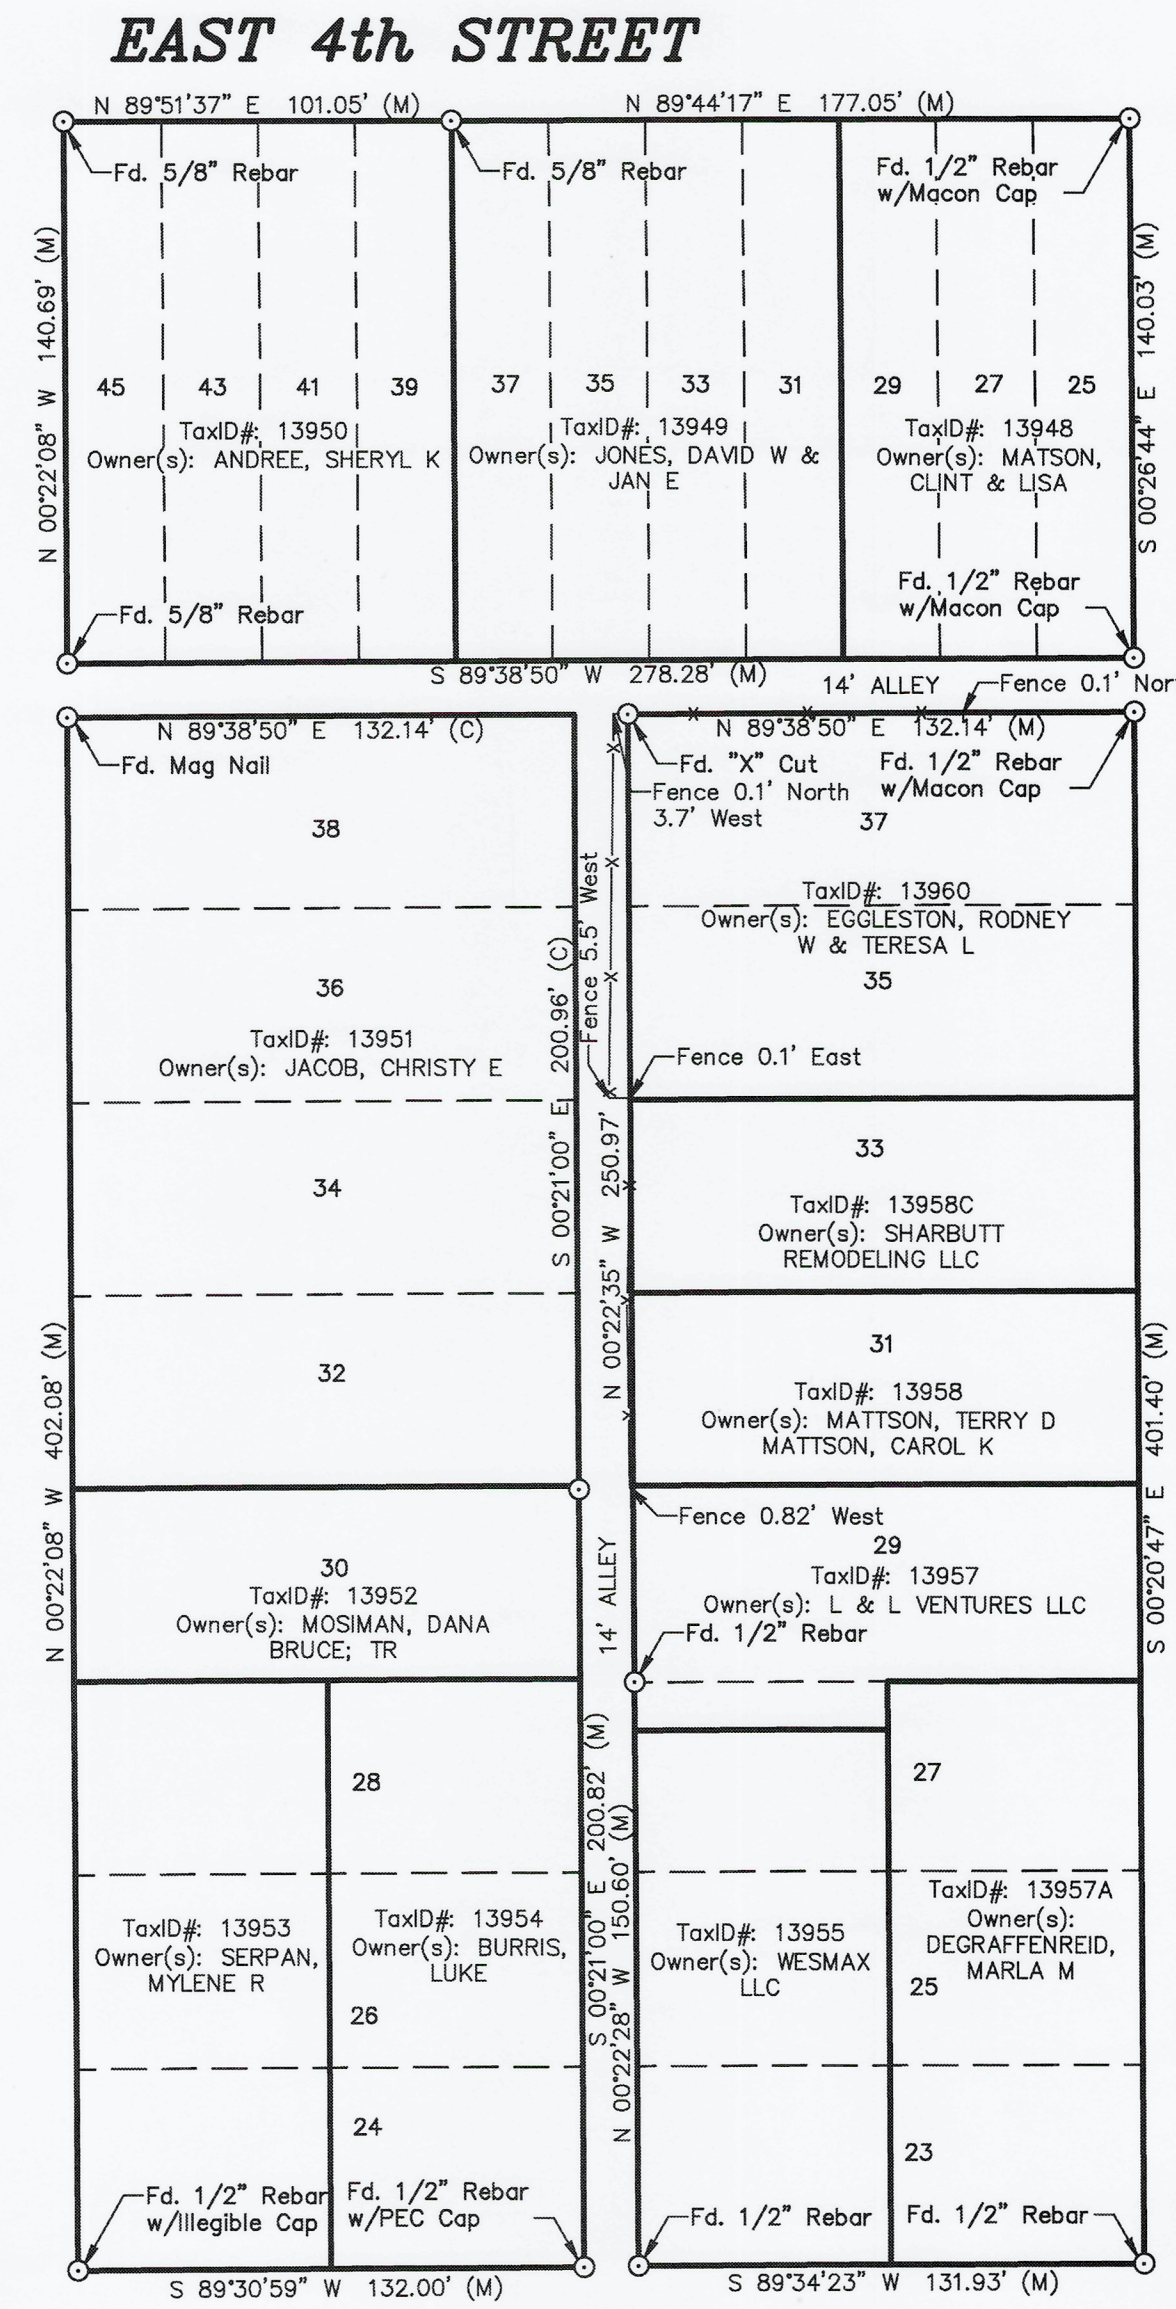 EAST 4th STREET
N 89°51'37" E 101.05' (M)
N 89°44'17" E 177.05' (M)
Fd. 5/8" Rebar
Fd. 5/8" Rebar
Fd. 1/2" Rebar
w/Macon Cap
N 00°22'08" W 140.69' (M)
S 00°26'44" E 140.03' (M)
45 43 41 39 37 35 33 31 29 27 25
TaxID#: 13950
Owner(s): ANDREE, SHERYL K
TaxID#: 13949
Owner(s): JONES, DAVID W &
JAN E
TaxID#: 13948
Owner(s): MATSON,
CLINT & LISA
Fd. 5/8" Rebar
Fd. 1/2" Rebar
w/Macon Cap
S 89°38'50" W 278.28' (M)
14' ALLEY
Fence 0.1' Nor
N 89°38'50" E 132.14' (C)
N 89°38'50" E 132.14' (M)
Fd. Mag Nail
Fd. "X" Cut
Fd. 1/2" Rebar
w/Macon Cap
Fence 0.1' North
3.7' West
38
37
Fence 5.5' West
TaxID#: 13960
Owner(s): EGGLESTON, RODNEY
W & TERESA L
35
36
TaxID#: 13951
Owner(s): JACOB, CHRISTY E
S 00°21'00" E 200.96' (C)
Fence 0.1' East
34
N 00°22'35" W 250.97'
33
TaxID#: 13958C
Owner(s): SHARBUTT
REMODELING LLC
32
31
TaxID#: 13958
Owner(s): MATTSON, TERRY D
MATTSON, CAROL K
N 00°22'08" W 402.08' (M)
S 00°20'47" E 401.40' (M)
Fence 0.82' West
30
TaxID#: 13952
Owner(s): MOSIMAN, DANA
BRUCE; TR
14' ALLEY
29
TaxID#: 13957
Owner(s): L & L VENTURES LLC
Fd. 1/2" Rebar
28
27
S 00°21'00" E 200.82' (M)
N 00°22'28" W 150.60' (M)
TaxID#: 13953
Owner(s): SERPAN,
MYLENE R
TaxID#: 13954
Owner(s): BURRIS,
LUKE
26
TaxID#: 13955
Owner(s): WESMAX
LLC
TaxID#: 13957A
Owner(s):
DEGRAFFENREID,
MARLA M
25
24
23
Fd. 1/2" Rebar
w/Illegible Cap
Fd. 1/2" Rebar
w/PEC Cap
Fd. 1/2" Rebar
Fd. 1/2" Rebar
S 89°30'59" W 132.00' (M)
S 89°34'23" W 131.93' (M)